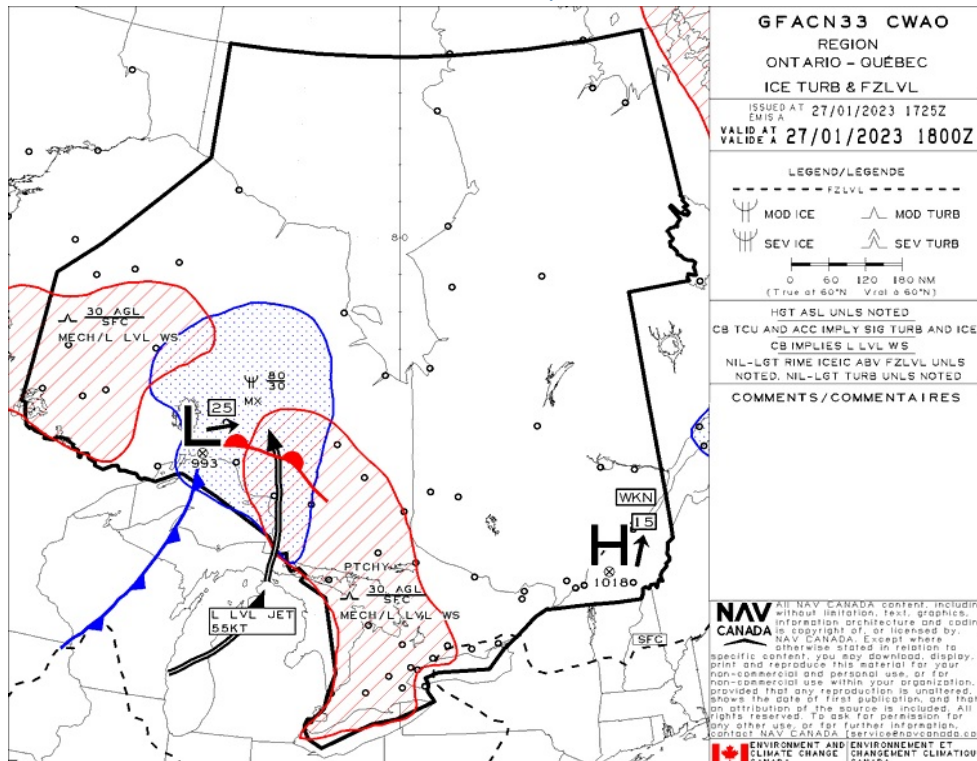 GFACN33 CWAO
REGION
ONTARIO - QUÉBEC
ICE TURB & FZLVL
ISSUED AT
ÉMIS A
27/01/2023 1725Z
VALID AT
VALIDE A
27/01/2023 1800Z
LEGEND/LÉGENDE
FZLVL
MOD ICE
MOD TURB
SEV ICE
SEV TURB
0 60 120 180 NM
(True at 60°N Vrai à 60°N)
HGT ASL UNLS NOTED
CB TCU AND ACC IMPLY SIG TURB AND ICE
CB IMPLIES L LVL WS
NIL-LGT RIME ICEIC ABV FZLVL UNLS
NOTED. NIL-LGT TURB UNLS NOTED
COMMENTS/COMMENTAIRES
80
30 AGL
SFC
MECH/L LVL WS
80
30
MX
25
L
993
WKN
15
H
1018
PTCHY
30 AGL
SFC
MECH/L LVL WS
L LVL JET
55KT
SFC
NAV
CANADA
All NAV CANADA content, including
without limitation, text, graphics,
information architecture and coding
is copyright of, or licensed by,
NAV CANADA. Except where
otherwise stated in relation to
specific content, you may download, display,
print and reproduce this material for your
non-commercial and personal use, or for
non-commercial use within your organization,
provided that any reproduction is unaltered,
shows the date of first publication, and that
an attribution of the source is included. All
rights reserved. To ask for permission for
any other use, or for further information,
contact NAV CANADA [service@navcanada.co
ENVIRONMENT AND
CLIMATE CHANGE
CANADA
ENVIRONNEMENT ET
CHANGEMENT CLIMATIQUE
CANADA